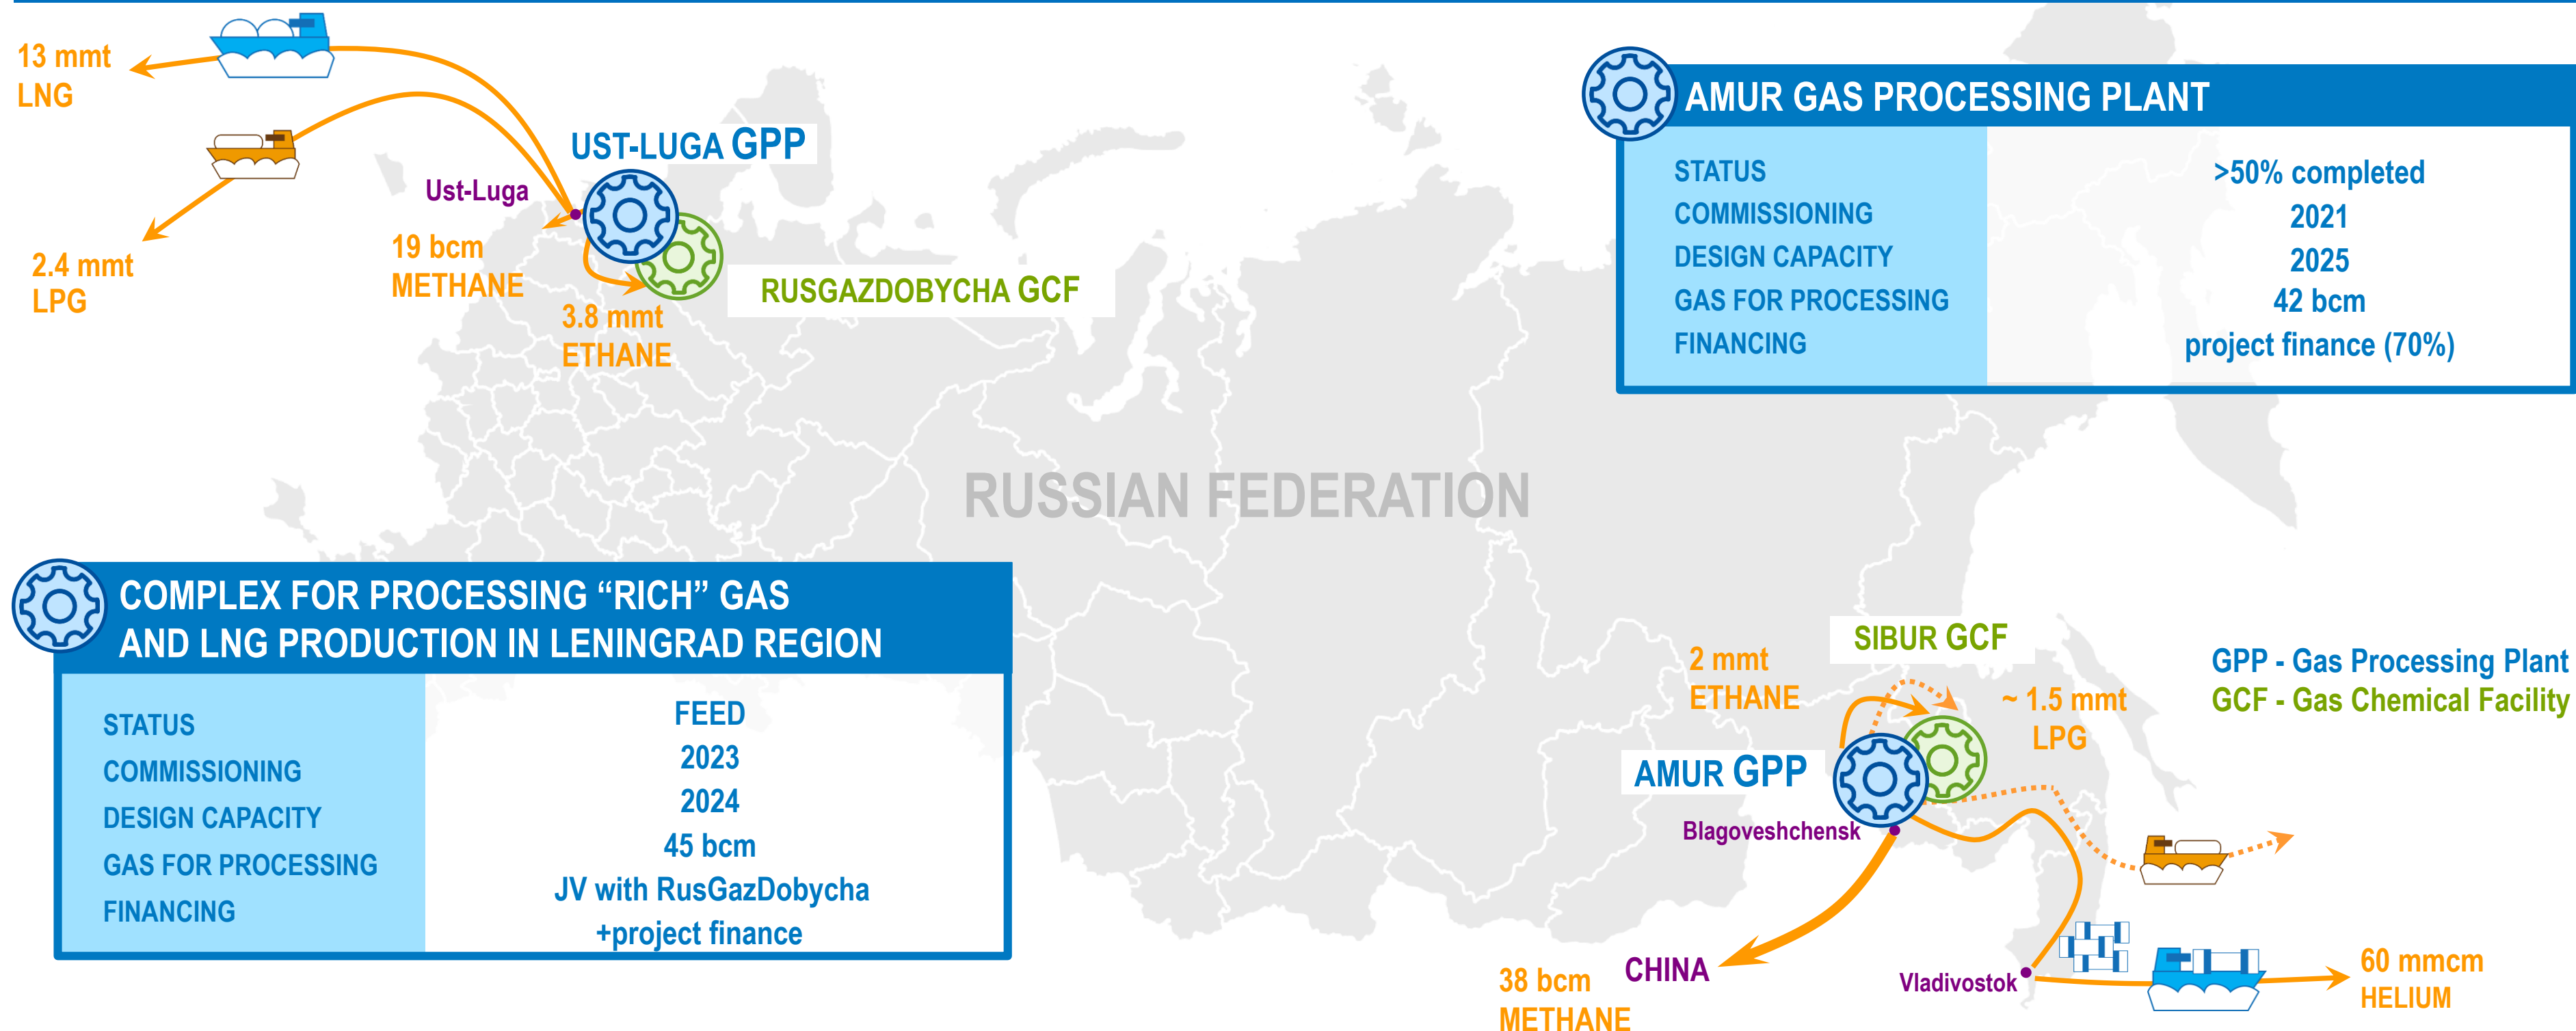 13 mmt
LNG
2.4 mmt
LPG
UST-LUGA GPP
Ust-Luga
19 bcm
METHANE
3.8 mmt
ETHANE
RUSGAZDOBYCHA GCF
AMUR GAS PROCESSING PLANT
STATUS
>50% completed
COMMISSIONING
2021
DESIGN CAPACITY
2025
GAS FOR PROCESSING
42 bcm
FINANCING
project finance (70%)
RUSSIAN FEDERATION
COMPLEX FOR PROCESSING “RICH” GAS
AND LNG PRODUCTION IN LENINGRAD REGION
STATUS
FEED
COMMISSIONING
2023
DESIGN CAPACITY
2024
GAS FOR PROCESSING
45 bcm
FINANCING
JV with RusGazDobycha
+project finance
SIBUR GCF
2 mmt
ETHANE
~ 1.5 mmt
LPG
GPP - Gas Processing Plant
GCF - Gas Chemical Facility
AMUR GPP
Blagoveshchensk
CHINA
38 bcm
METHANE
Vladivostok
60 mmcm
HELIUM